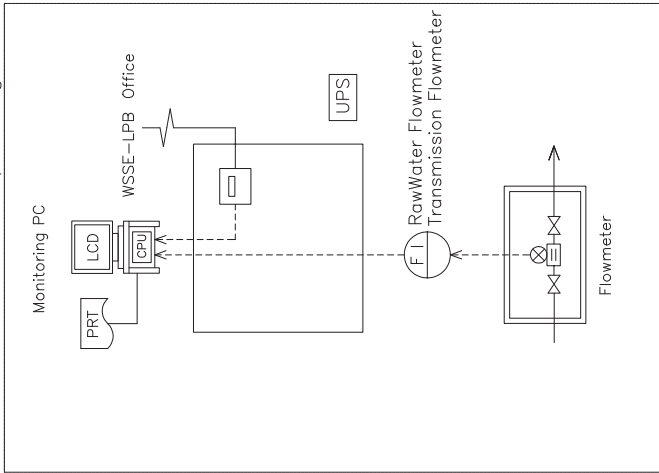 Monitoring PC
LCD
CPU
PRT
WSSE-LPB Office
UPS
F I
RawWater Flowmeter
Transmission Flowmeter
Flowmeter